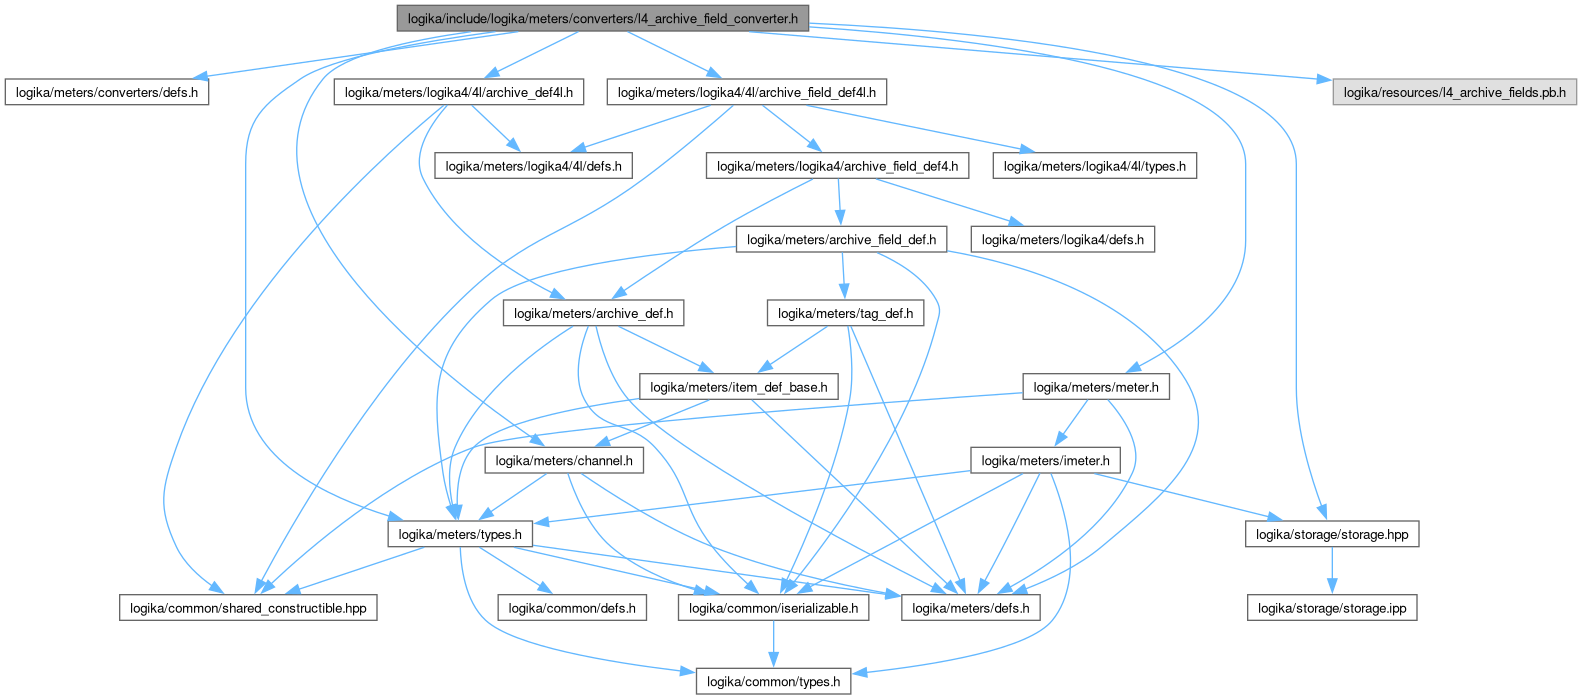 logika/include/logika/meters/converters/l4_archive_field_converter.h
logika/meters/converters/defs.h
logika/meters/logika4/4l/archive_def4l.h
logika/meters/logika4/4l/archive_field_def4l.h
logika/resources/l4_archive_fields.pb.h
logika/meters/logika4/4l/defs.h
logika/meters/logika4/archive_field_def4.h
logika/meters/logika4/4l/types.h
logika/meters/archive_field_def.h
logika/meters/logika4/defs.h
logika/meters/archive_def.h
logika/meters/tag_def.h
logika/meters/item_def_base.h
logika/meters/meter.h
logika/meters/channel.h
logika/meters/imeter.h
logika/meters/types.h
logika/storage/storage.hpp
logika/common/shared_constructible.hpp
logika/common/defs.h
logika/common/iserializable.h
logika/meters/defs.h
logika/storage/storage.ipp
logika/common/types.h